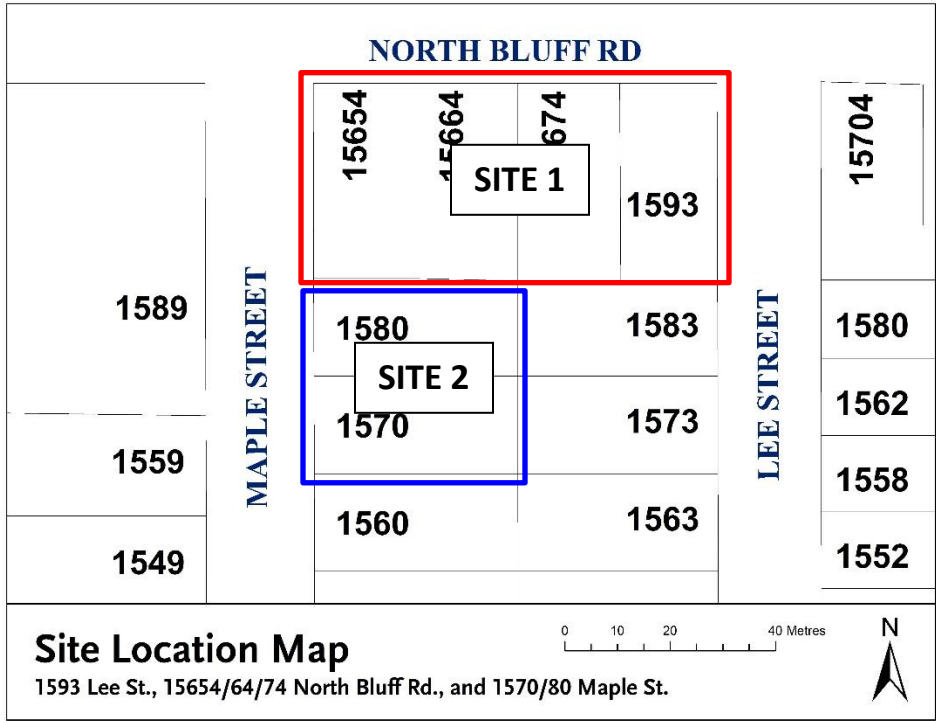 NORTH BLUFF RD
15654
15664
674
15704
SITE 1
1593
1589
MAPLE STREET
1580
1583
LEE STREET
1580
SITE 2
1570
1573
1562
1559
1558
1560
1563
1549
1552
Site Location Map
1593 Lee St., 15654/64/74 North Bluff Rd., and 1570/80 Maple St.
0 10 20 40 Metres
N